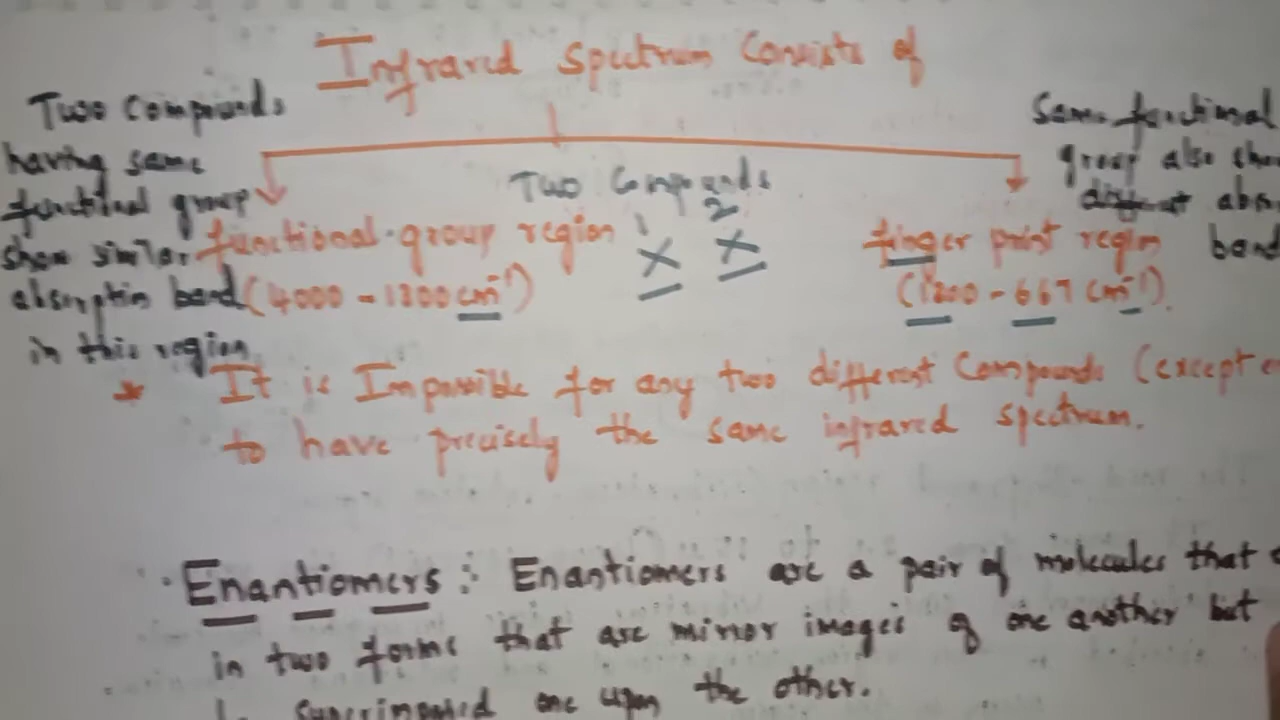 Infrared Spectrum Consists of
Two Compounds
having same
functional group
show similar
absorption band
in this region
Two Compounds
1 2
X X
Same functional
group also
different
band
functional-group region
(4000 - 1300 cm⁻¹)
finger print region
(1300 - 667 cm⁻¹).
* It is Impossible for any two different Compounds (except
to have precisely the same infrared spectrum.
Enantiomers : Enantiomers are a pair of molecules that
in two forms that are mirror images of one another but
superimposed one upon the other.